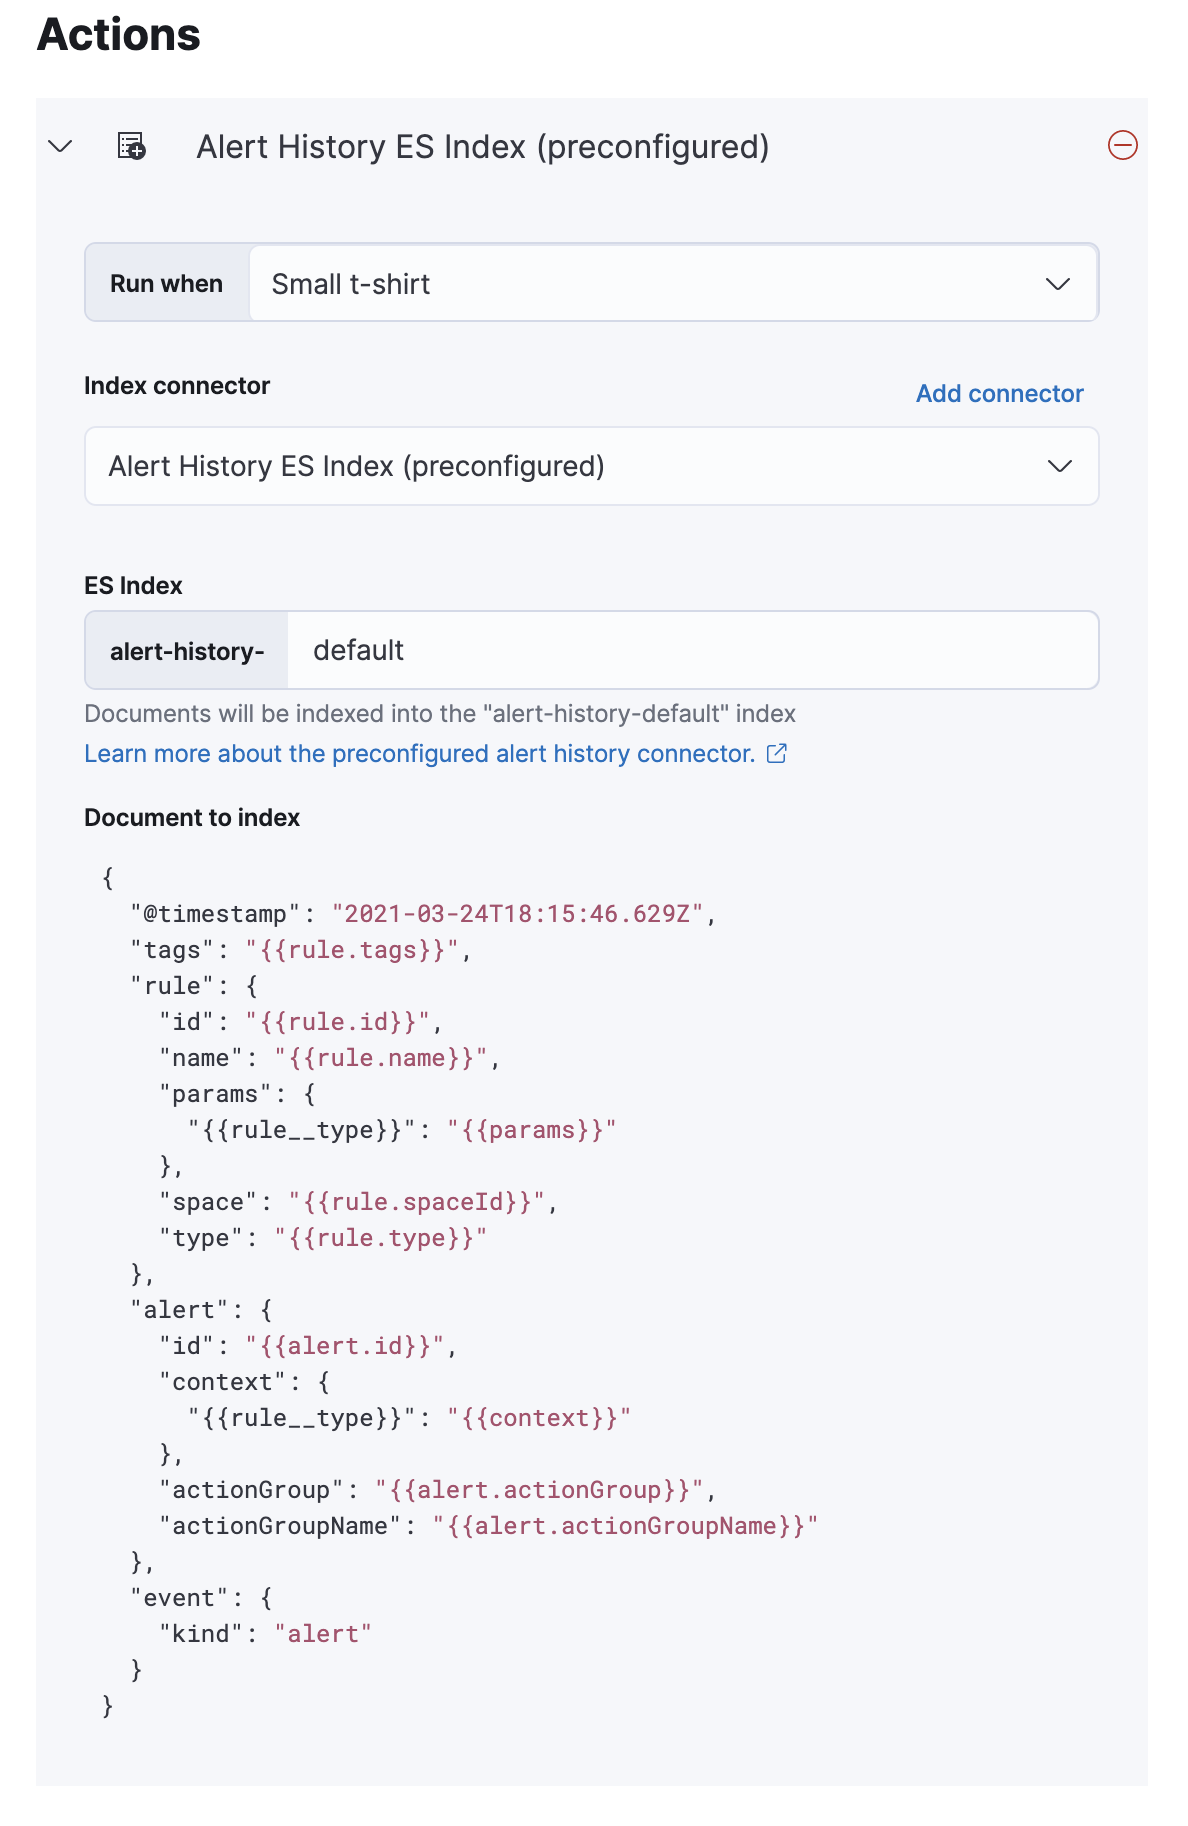 Actions
Alert History ES Index (preconfigured)
Run when Small t-shirt
Index connector
Add connector
Alert History ES Index (preconfigured)
ES Index
alert-history- default
Documents will be indexed into the "alert-history-default" index
Learn more about the preconfigured alert history connector.
Document to index
{
  "@timestamp": "2021-03-24T18:15:46.629Z",
  "tags": "{{rule.tags}}",
  "rule": {
    "id": "{{rule.id}}",
    "name": "{{rule.name}}",
    "params": {
      "{{rule__type}}": "{{params}}"
    },
    "space": "{{rule.spaceId}}",
    "type": "{{rule.type}}"
  },
  "alert": {
    "id": "{{alert.id}}",
    "context": {
      "{{rule__type}}": "{{context}}"
    },
    "actionGroup": "{{alert.actionGroup}}",
    "actionGroupName": "{{alert.actionGroupName}}"
  },
  "event": {
    "kind": "alert"
  }
}